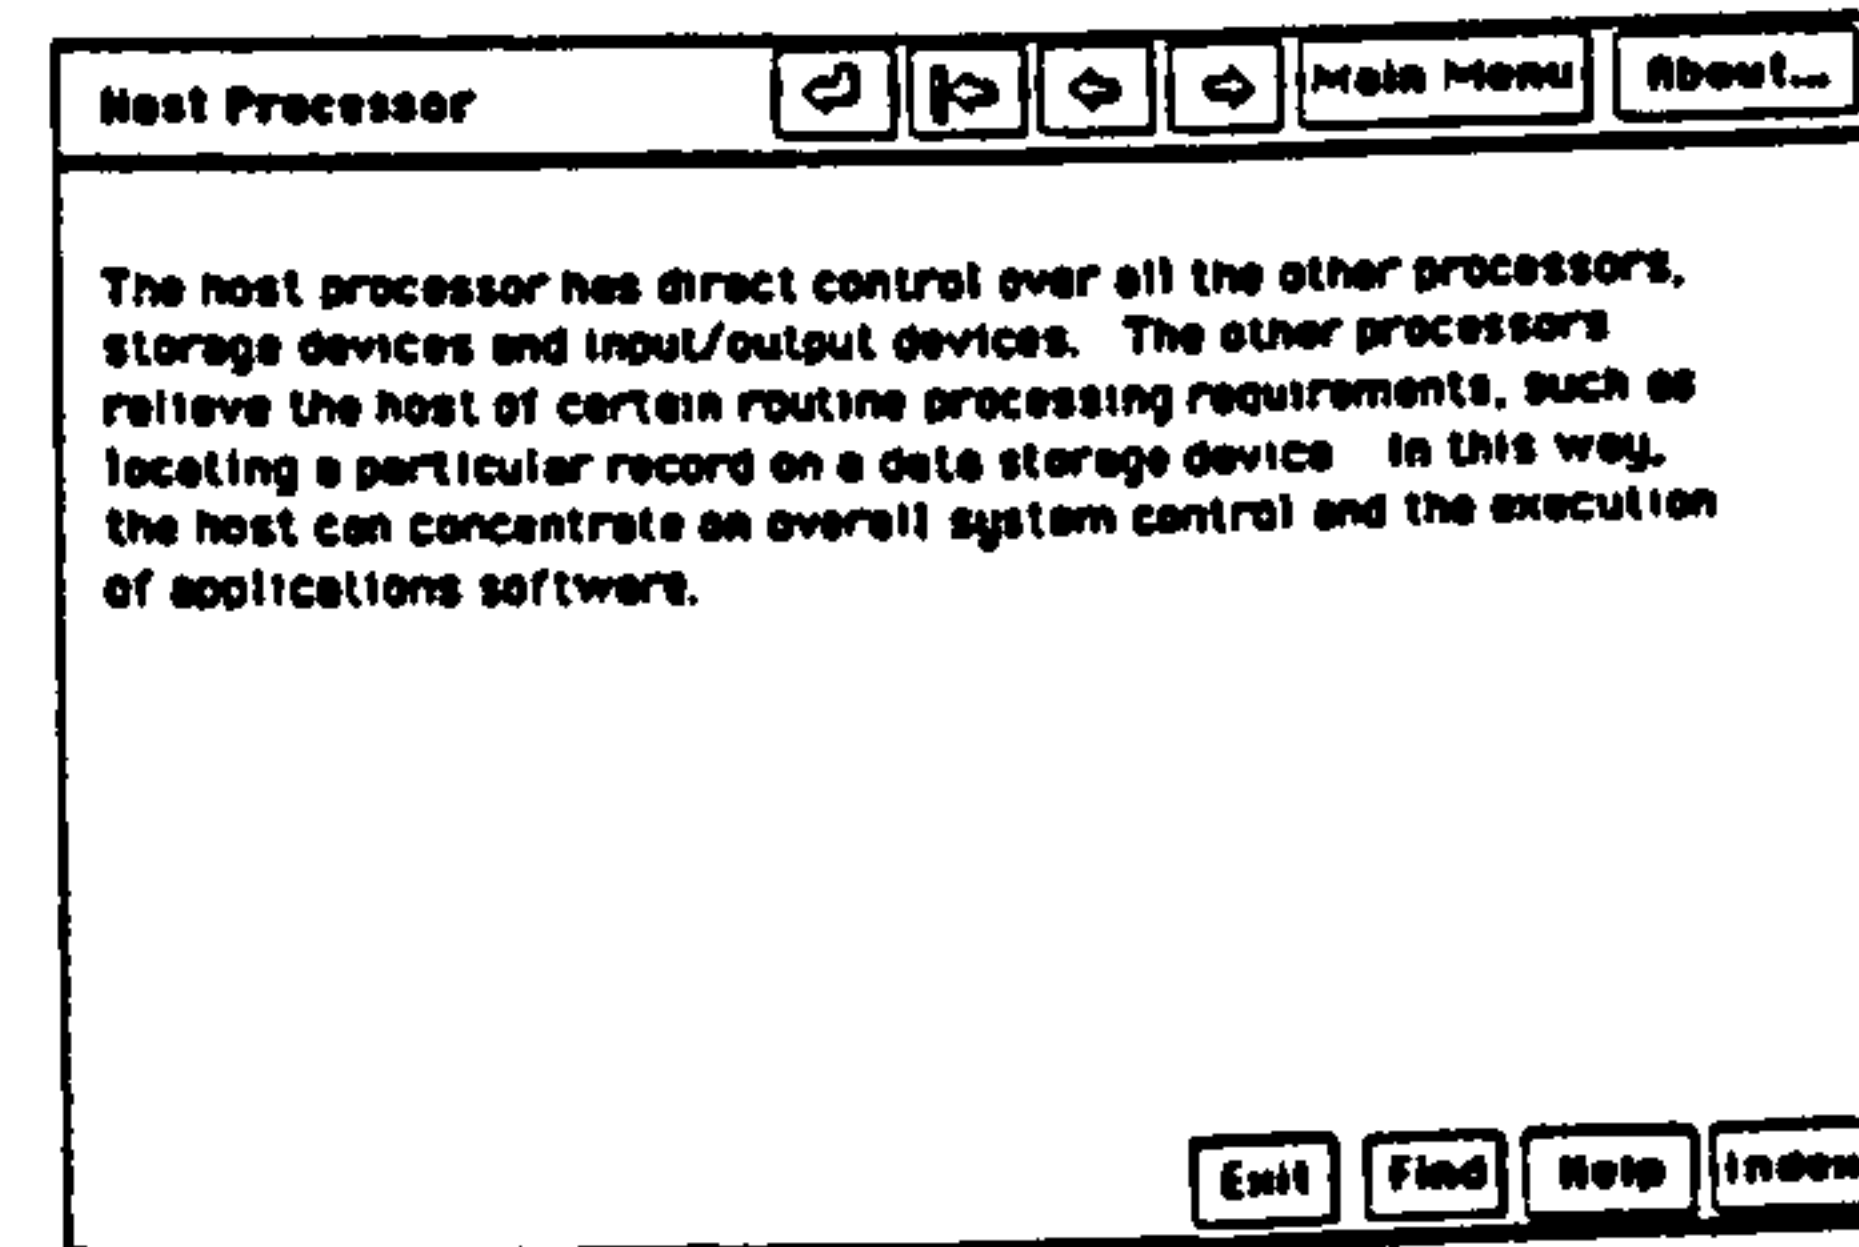 Host Processor
Main Menu
About...
The host processor has direct control over all the other processors,
storage devices and input/output devices. The other processors
relieve the host of certain routine processing requirements, such as
locating a particular record on a data storage device In this way,
the host can concentrate on overall system control and the execution
of applications software.
Exit
Find
Help
Index